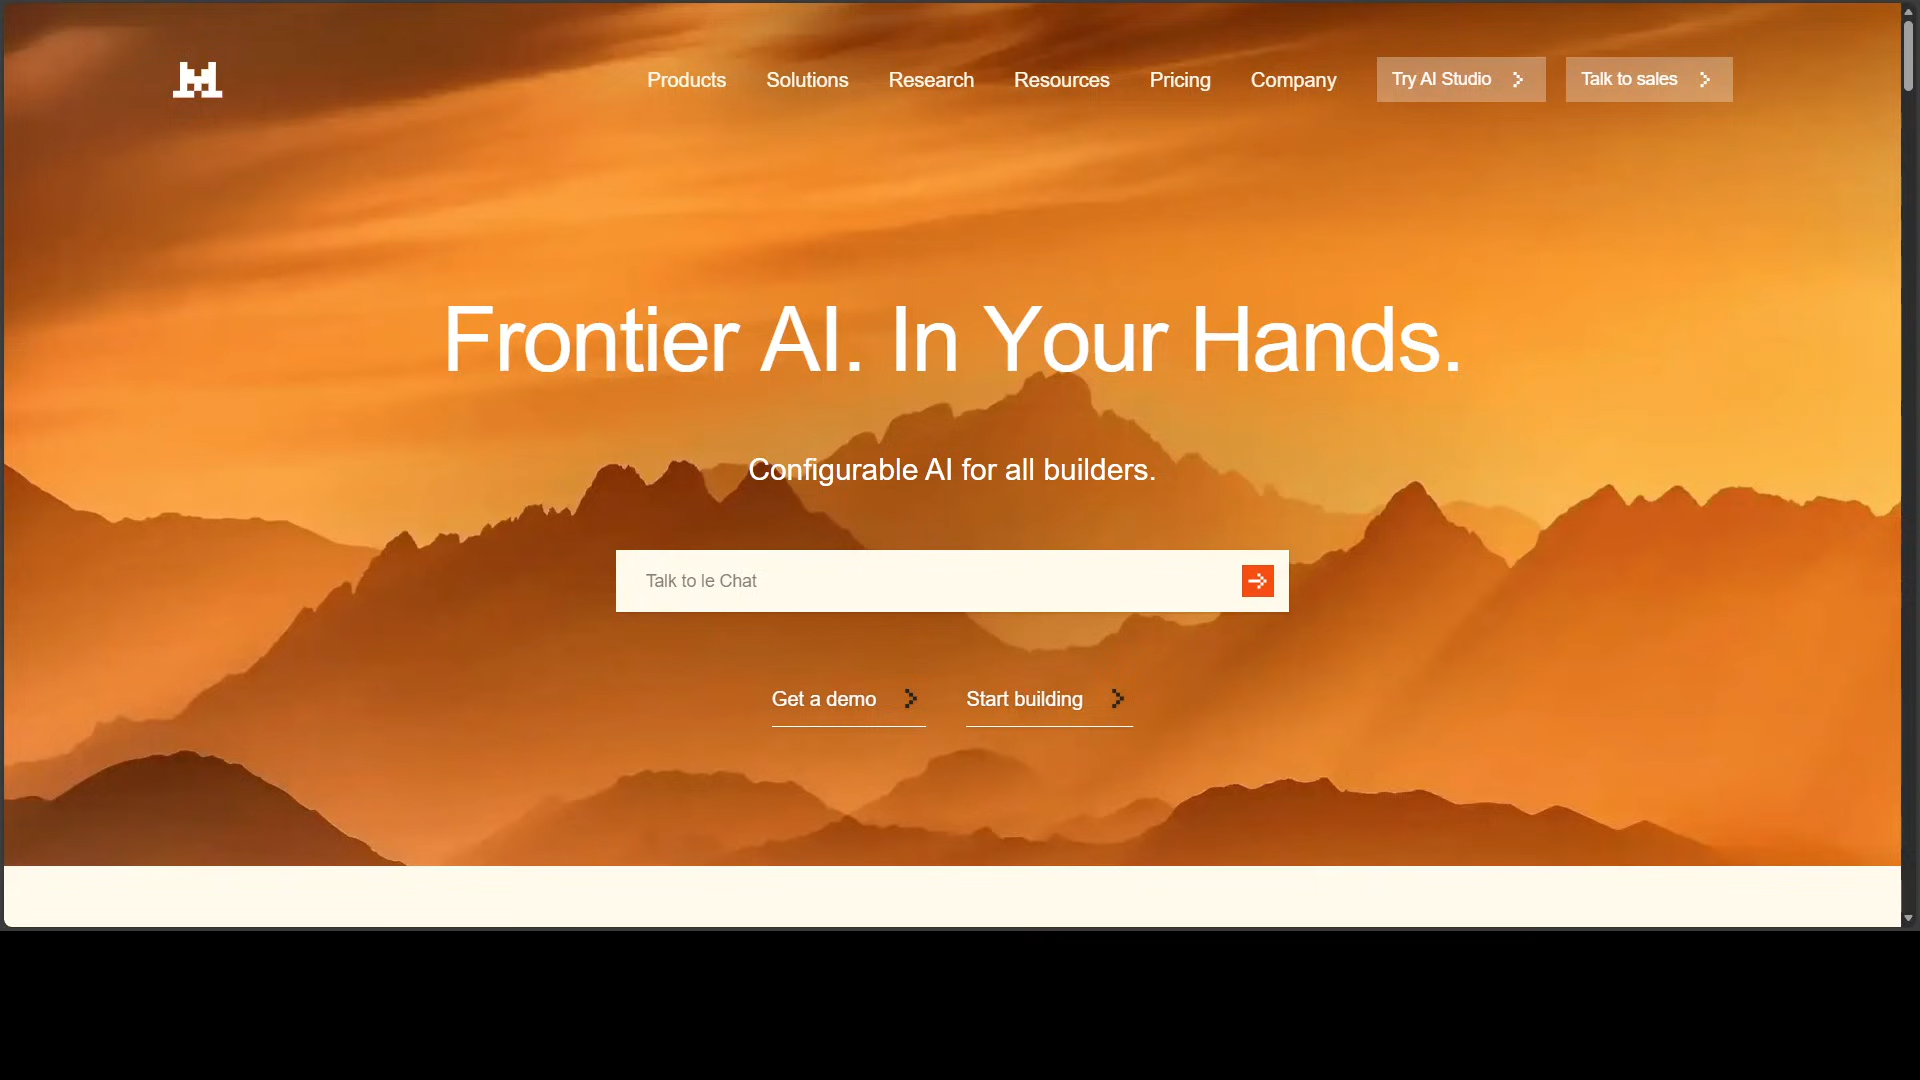 Products Solutions Research Resources Pricing Company Try AI Studio Talk to sales
Frontier AI. In Your Hands.
Configurable AI for all builders.
Talk to le Chat
Get a demo Start building